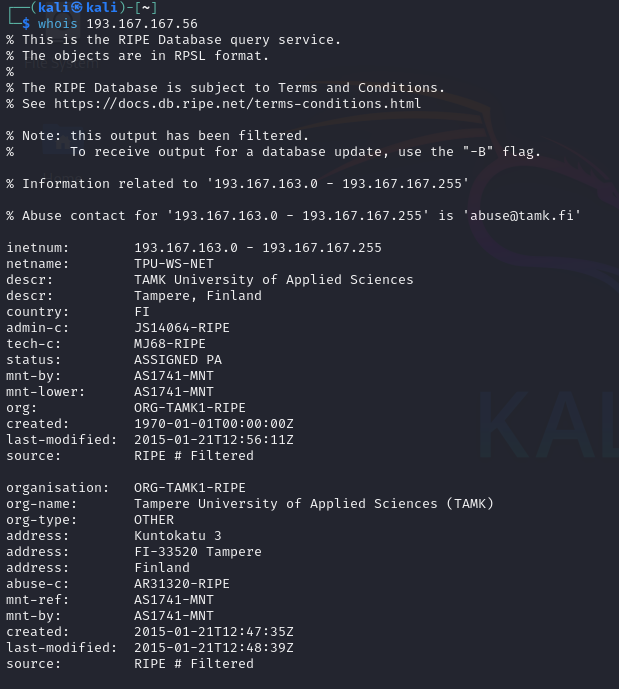 ┌──(kali㉿kali)-[~]
└─$ whois 193.167.167.56
% This is the RIPE Database query service.
% The objects are in RPSL format.
%
% The RIPE Database is subject to Terms and Conditions.
% See https://docs.db.ripe.net/terms-conditions.html

% Note: this output has been filtered.
%       To receive output for a database update, use the "-B" flag.

% Information related to '193.167.163.0 - 193.167.167.255'

% Abuse contact for '193.167.163.0 - 193.167.167.255' is 'abuse@tamk.fi'

inetnum:        193.167.163.0 - 193.167.167.255
netname:        TPU-WS-NET
descr:          TAMK University of Applied Sciences
descr:          Tampere, Finland
country:        FI
admin-c:        JS14064-RIPE
tech-c:         MJ68-RIPE
status:         ASSIGNED PA
mnt-by:         AS1741-MNT
mnt-lower:      AS1741-MNT
org:            ORG-TAMK1-RIPE
created:        1970-01-01T00:00:00Z
last-modified:  2015-01-21T12:56:11Z
source:         RIPE # Filtered

organisation:   ORG-TAMK1-RIPE
org-name:       Tampere University of Applied Sciences (TAMK)
org-type:       OTHER
address:        Kuntokatu 3
address:        FI-33520 Tampere
address:        Finland
abuse-c:        AR31320-RIPE
mnt-ref:        AS1741-MNT
mnt-by:         AS1741-MNT
created:        2015-01-21T12:47:35Z
last-modified:  2015-01-21T12:48:39Z
source:         RIPE # Filtered